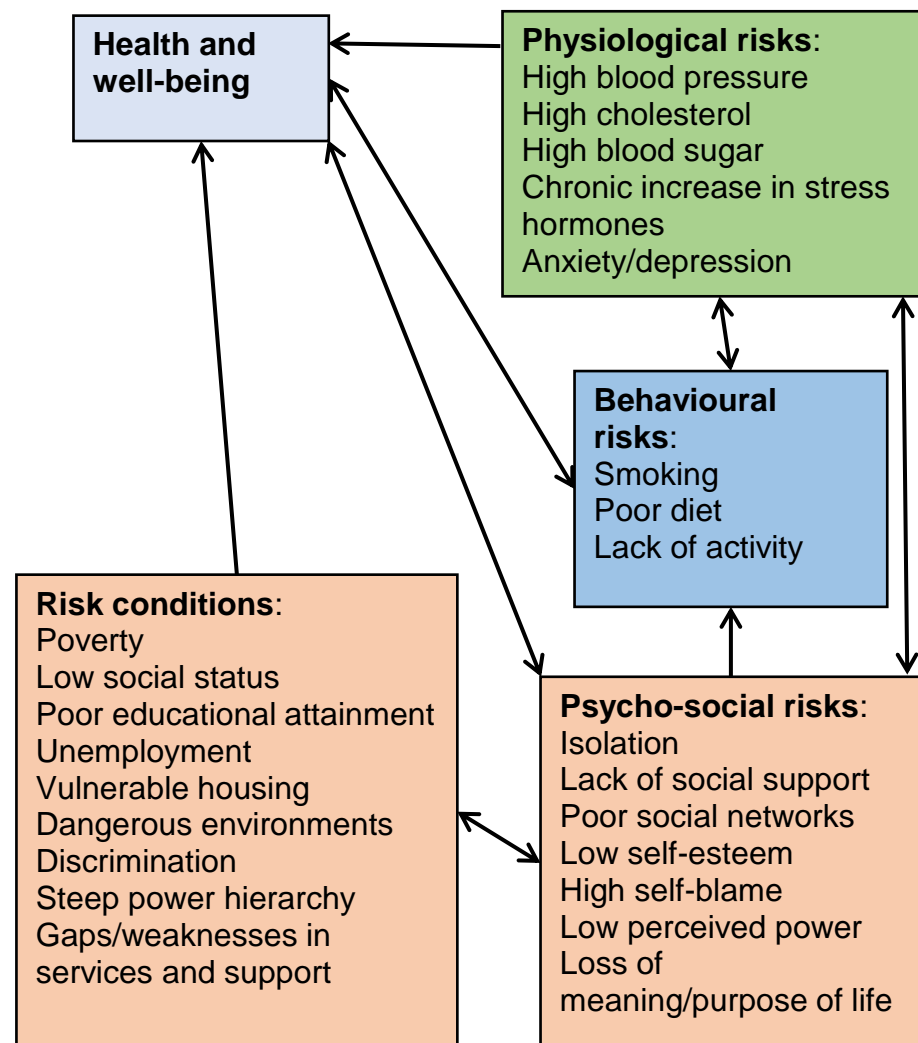 Health and
well-being
Physiological risks:
High blood pressure
High cholesterol
High blood sugar
Chronic increase in stress
hormones
Anxiety/depression
Behavioural
risks:
Smoking
Poor diet
Lack of activity
Risk conditions:
Poverty
Low social status
Poor educational attainment
Unemployment
Vulnerable housing
Dangerous environments
Discrimination
Steep power hierarchy
Gaps/weaknesses in
services and support
Psycho-social risks:
Isolation
Lack of social support
Poor social networks
Low self-esteem
High self-blame
Low perceived power
Loss of
meaning/purpose of life